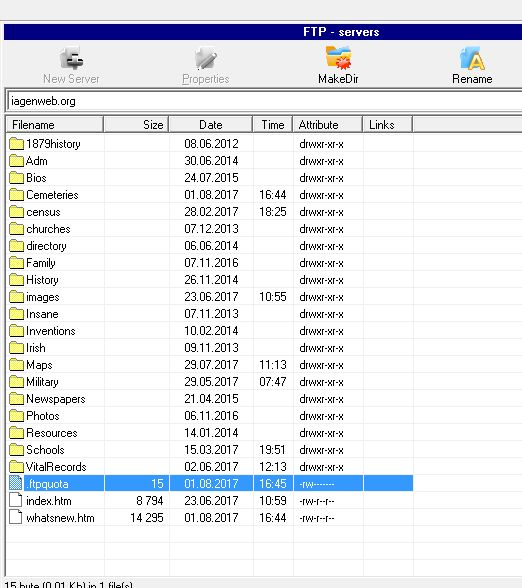 FTP - servers
New Server Properties MakeDir Rename
iagenweb.org
Filename Size Date Time Attribute Links
1879history 08.06.2012 drwxr-xr-x
Adm 30.06.2014 drwxr-xr-x
Bios 24.07.2015 drwxr-xr-x
Cemeteries 01.08.2017 16:44 drwxr-xr-x
census 28.02.2017 18:25 drwxr-xr-x
churches 07.12.2013 drwxr-xr-x
directory 06.06.2014 drwxr-xr-x
Family 07.11.2016 drwxr-xr-x
History 26.11.2014 drwxr-xr-x
images 23.06.2017 10:55 drwxr-xr-x
Insane 07.11.2013 drwxr-xr-x
Inventions 10.02.2014 drwxr-xr-x
Irish 09.11.2013 drwxr-xr-x
Maps 29.07.2017 11:13 drwxr-xr-x
Military 29.05.2017 07:47 drwxr-xr-x
Newspapers 21.04.2015 drwxr-xr-x
Photos 06.11.2016 drwxr-xr-x
Resources 14.01.2014 drwxr-xr-x
Schools 15.03.2017 19:51 drwxr-xr-x
VitalRecords 02.06.2017 12:13 drwxr-xr-x
.ftpquota 15 01.08.2017 16:45 -rw-------
index.htm 8 794 23.06.2017 10:59 -rw-r--r--
whatsnew.htm 14 295 01.08.2017 16:44 -rw-r--r--
15 byte (0.01 Kb) in 1 file(s)